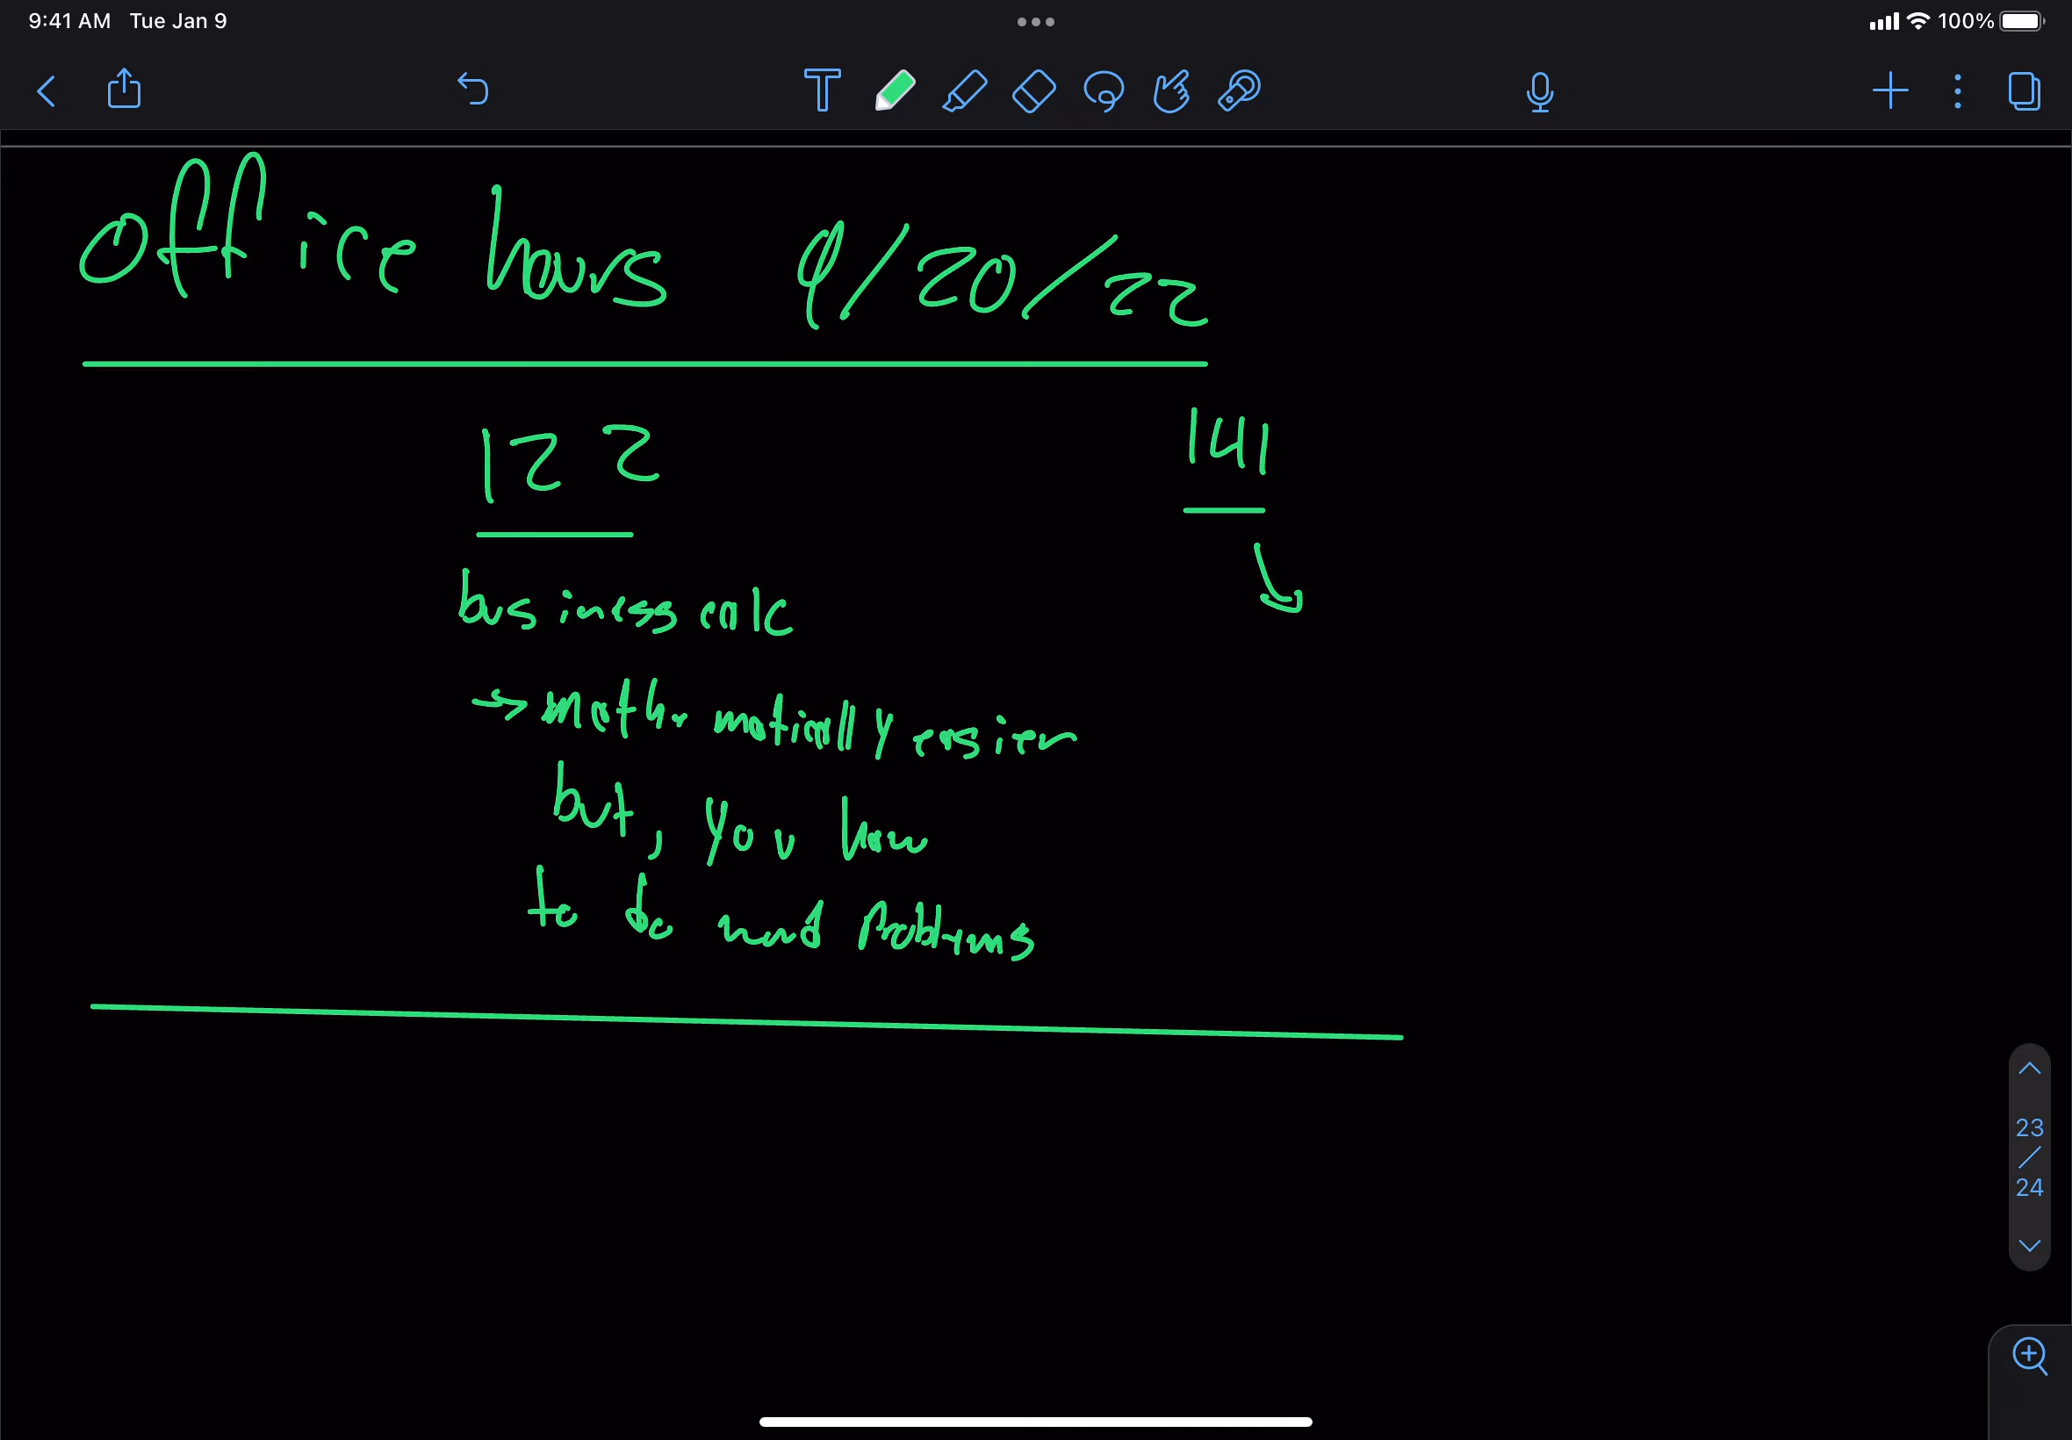 9:41 AM Tue Jan 9 100%
Office hours 9/20/22
122 141
business calc
→ mathematically easier
but, you have
to do word problems
23
/
24